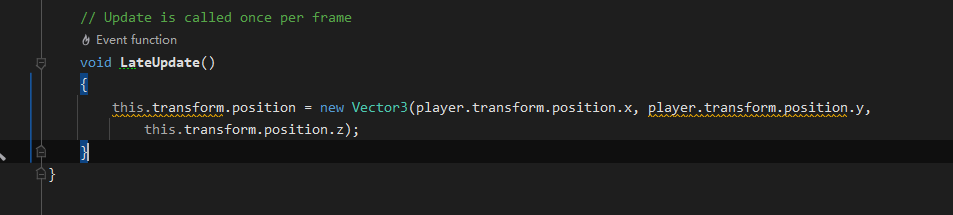 // Update is called once per frame
Event function
void LateUpdate()
{
this.transform.position = new Vector3(player.transform.position.x, player.transform.position.y,
this.transform.position.z);
}
}